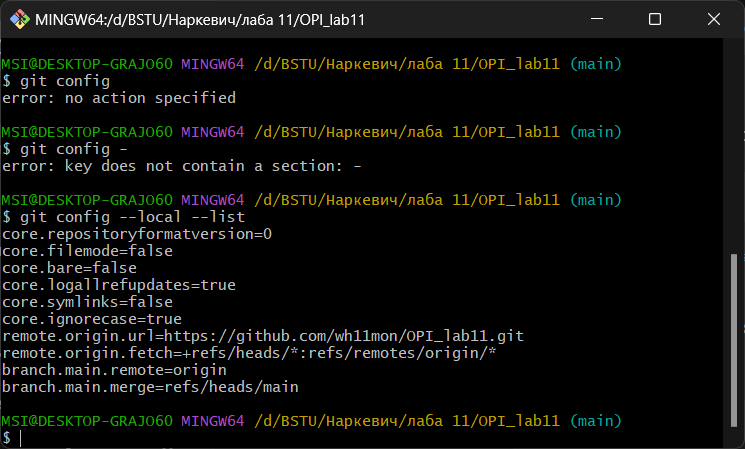 MINGW64:/d/BSTU/Наркевич/лаба 11/OPI_lab11
MSI@DESKTOP-GRAJO60 MINGW64 /d/BSTU/Наркевич/лаба 11/OPI_lab11 (main)
$ git config
error: no action specified
MSI@DESKTOP-GRAJO60 MINGW64 /d/BSTU/Наркевич/лаба 11/OPI_lab11 (main)
$ git config -
error: key does not contain a section: -
MSI@DESKTOP-GRAJO60 MINGW64 /d/BSTU/Наркевич/лаба 11/OPI_lab11 (main)
$ git config --local --list
core.repositoryformatversion=0
core.filemode=false
core.bare=false
core.logallrefupdates=true
core.symlinks=false
core.ignorecase=true
remote.origin.url=https://github.com/wh11mon/OPI_lab11.git
remote.origin.fetch=+refs/heads/*:refs/remotes/origin/*
branch.main.remote=origin
branch.main.merge=refs/heads/main
MSI@DESKTOP-GRAJO60 MINGW64 /d/BSTU/Наркевич/лаба 11/OPI_lab11 (main)
$